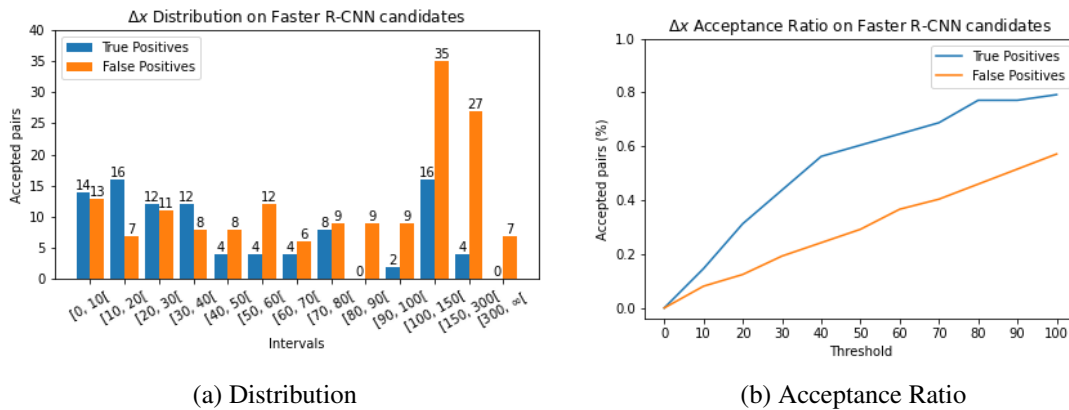 Δx Distribution on Faster R-CNN candidates
40
35
30
25
20
15
10
5
0
Accepted pairs
True Positives
False Positives
14 13 16 7 12 11 12 8 4 8 4 12 4 6 8 9 0 9 2 9 16 35 4 27 0 7
[0, 10[ [10, 20[ [20, 30[ [30, 40[ [40, 50[ [50, 60[ [60, 70[ [70, 80[ [80, 90[ [90, 100[ [100, 150[ [150, 300[ [300, ∞[
Intervals
(a) Distribution
Δx Acceptance Ratio on Faster R-CNN candidates
1.0
0.8
0.6
0.4
0.2
0.0
Accepted pairs (%)
True Positives
False Positives
0 10 20 30 40 50 60 70 80 90 100
Threshold
(b) Acceptance Ratio